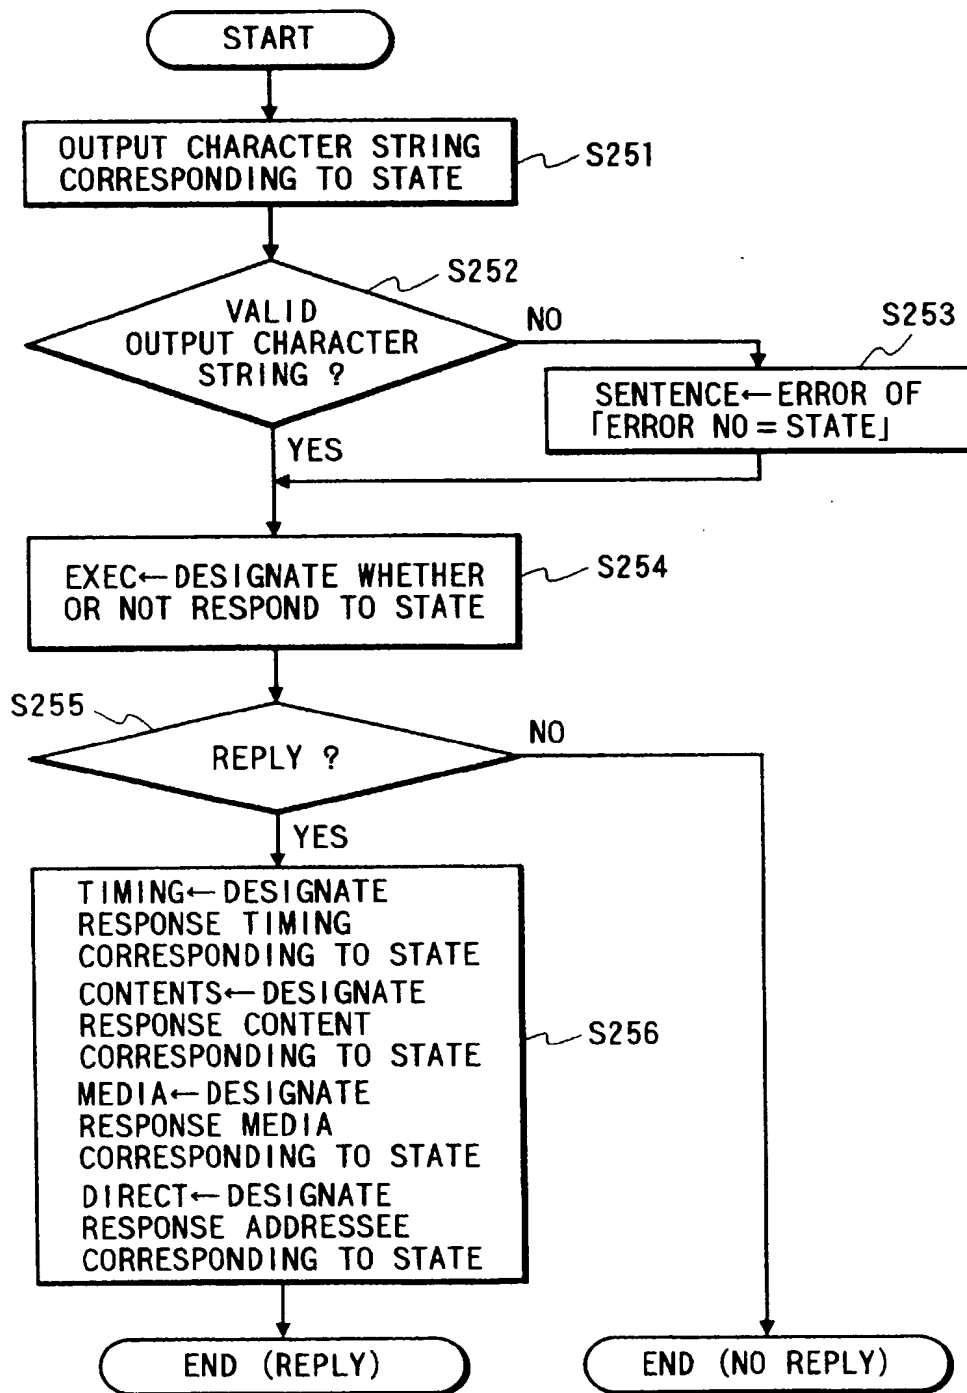 START
OUTPUT CHARACTER STRING
CORRESPONDING TO STATE
S251
S252
VALID
OUTPUT CHARACTER
STRING ?
NO
S253
SENTENCE←ERROR OF
「ERROR NO=STATE」
YES
EXEC←DESIGNATE WHETHER
OR NOT RESPOND TO STATE
S254
S255
REPLY ?
NO
YES
TIMING←DESIGNATE
RESPONSE TIMING
CORRESPONDING TO STATE
CONTENTS←DESIGNATE
RESPONSE CONTENT
CORRESPONDING TO STATE
MEDIA←DESIGNATE
RESPONSE MEDIA
CORRESPONDING TO STATE
DIRECT←DESIGNATE
RESPONSE ADDRESSEE
CORRESPONDING TO STATE
S256
END (REPLY)
END (NO REPLY)